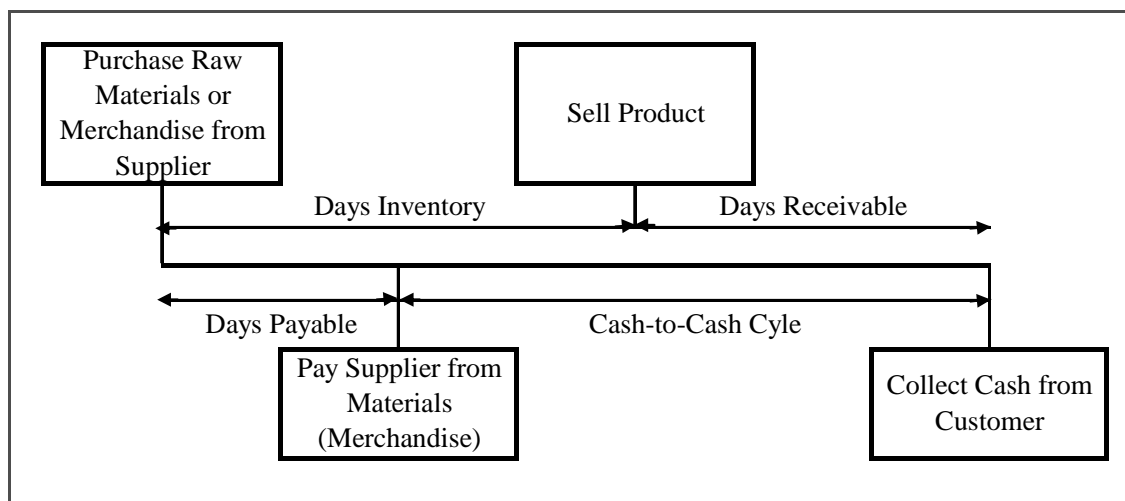 Purchase Raw
Materials or
Merchandise from
Supplier
Sell Product
Days Inventory
Days Receivable
Days Payable
Cash-to-Cash Cyle
Pay Supplier from
Materials
(Merchandise)
Collect Cash from
Customer